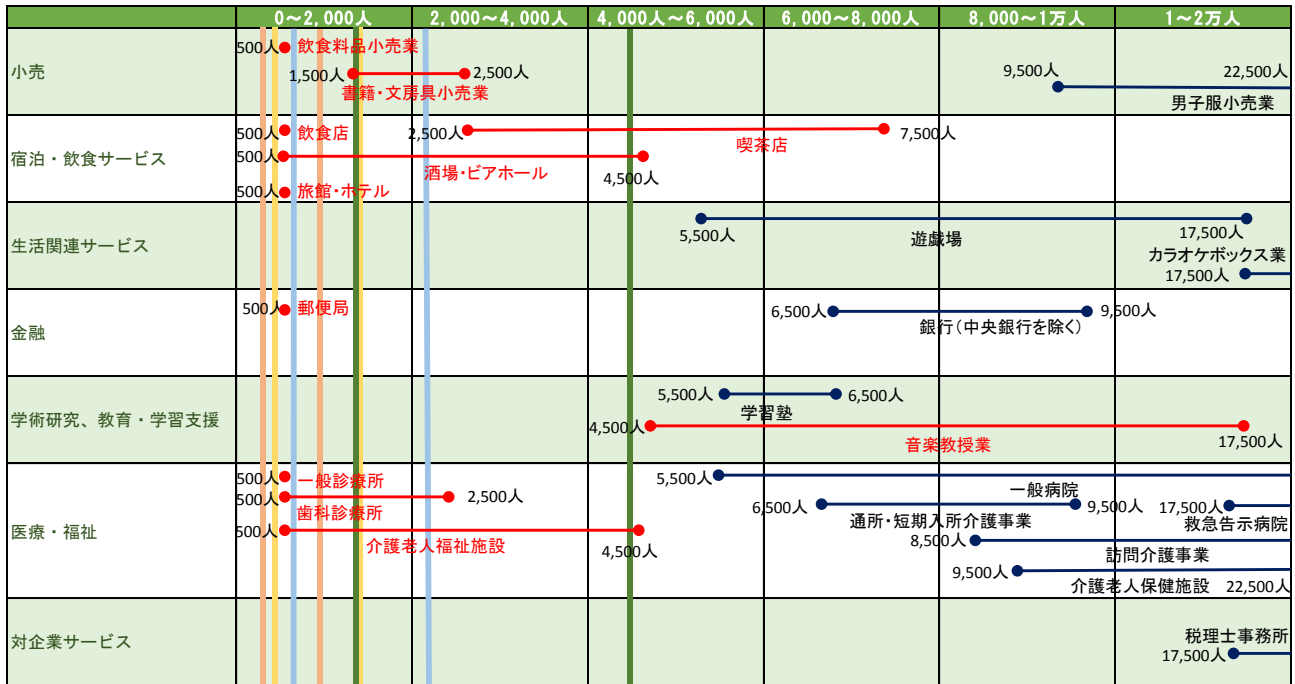 0～2,000人
2,000～4,000人
4,000人～6,000人
6,000～8,000人
8,000～1万人
1～2万人
小売
500人
飲食料品小売業
1,500人
2,500人
書籍・文房具小売業
9,500人
22,500人
男子服小売業
宿泊・飲食サービス
500人
飲食店
2,500人
7,500人
喫茶店
500人
酒場・ビアホール
4,500人
500人
旅館・ホテル
生活関連サービス
5,500人
遊戯場
17,500人
カラオケボックス業
17,500人
金融
500人
郵便局
6,500人
9,500人
銀行(中央銀行を除く)
学術研究、教育・学習支援
5,500人
6,500人
学習塾
4,500人
音楽教授業
17,500人
医療・福祉
500人
一般診療所
5,500人
一般病院
500人
2,500人
歯科診療所
6,500人
9,500人
通所・短期入所介護事業
17,500人
救急告示病院
500人
介護老人福祉施設
4,500人
8,500人
訪問介護事業
9,500人
介護老人保健施設
22,500人
対企業サービス
税理士事務所
17,500人